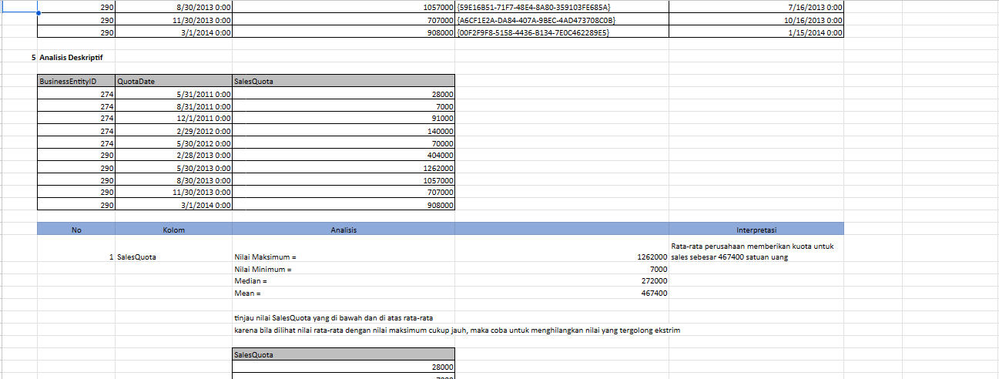 290 8/30/2013 0:00 1057000 {59E16B51-71F7-48E4-8A80-359103FE685A} 7/16/2013 0:00
290 11/30/2013 0:00 707000 {A6CF1E2A-DA84-407A-9BEC-4AD473708C0B} 10/16/2013 0:00
290 3/1/2014 0:00 908000 {00F2F9F8-5158-4436-B134-7E0C462289E5} 1/15/2014 0:00
5 Analisis Deskriptif
BusinessEntityID QuotaDate SalesQuota
274 5/31/2011 0:00 28000
274 8/31/2011 0:00 7000
274 12/1/2011 0:00 91000
274 2/29/2012 0:00 140000
274 5/30/2012 0:00 70000
290 2/28/2013 0:00 404000
290 5/30/2013 0:00 1262000
290 8/30/2013 0:00 1057000
290 11/30/2013 0:00 707000
290 3/1/2014 0:00 908000
No Kolom Analisis Interpretasi
1 SalesQuota Nilai Maksimum = 1262000 Rata-rata perusahaan memberikan kuota untuk
sales sebesar 467400 satuan uang
Nilai Minimum = 7000
Median = 272000
Mean = 467400
tinjau nilai SalesQuota yang di bawah dan di atas rata-rata
karena bila dilihat nilai rata-rata dengan nilai maksimum cukup jauh, maka coba untuk menghilangkan nilai yang tergolong ekstrim
SalesQuota
28000